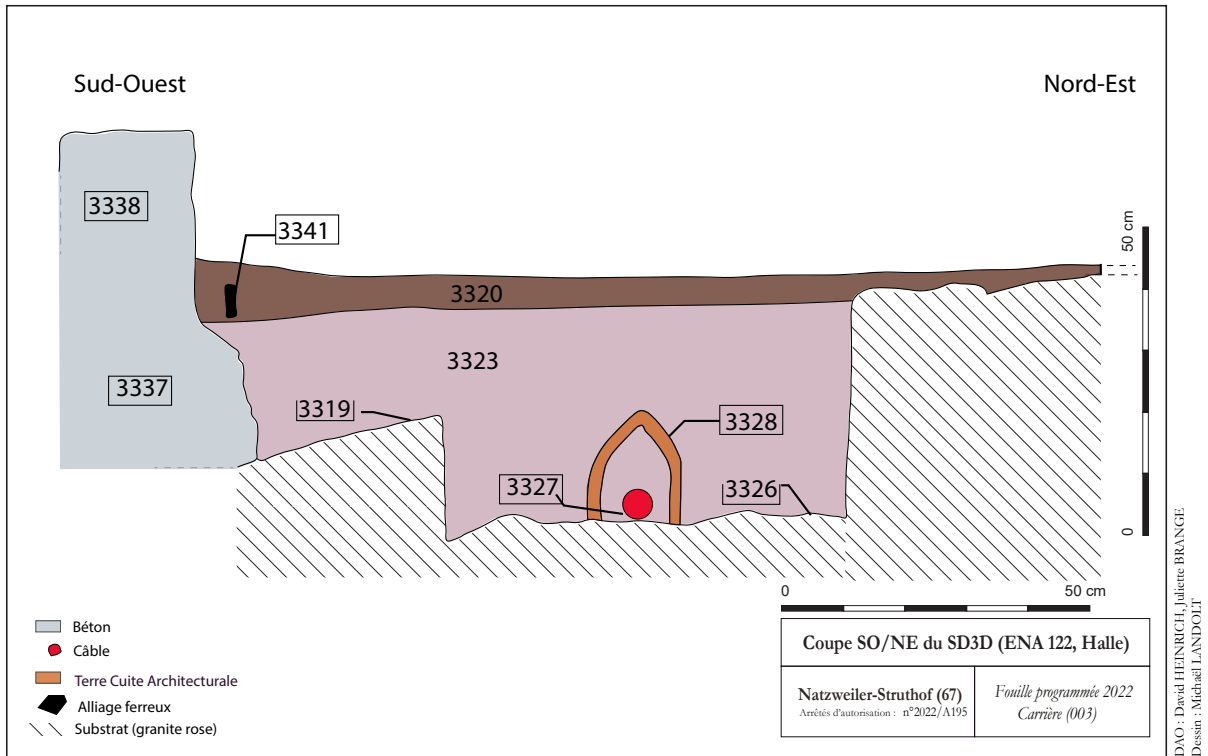 Sud-Ouest
Nord-Est
3338
3341
50 cm
3320
3323
3337
3319
3328
3327
3326
0
0
50 cm
Béton
Câble
Terre Cuite Architecturale
Alliage ferreux
Substrat (granite rose)
Coupe SO/NE du SD3D (ENA 122, Halle)
Natzweiler-Struthof (67)
Arrêtés d'autorisation : n°2022/A195
Fouille programmée 2022
Carrière (003)
DAO : David HEINRICH, Juliette BRANGE
Dessin : Michaël LANDOLT